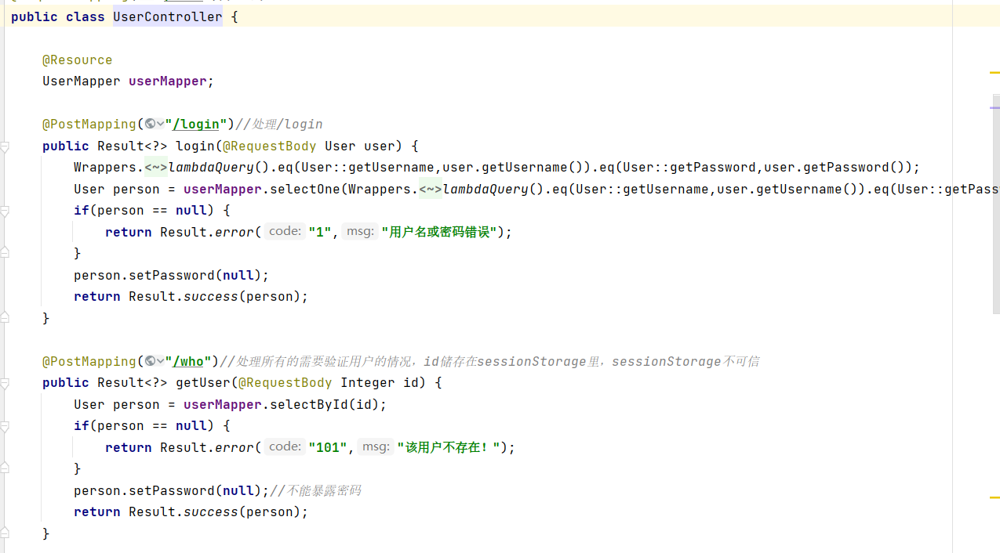 public class UserController {
@Resource
UserMapper userMapper;
@PostMapping("/login")//处理/login
public Result<?> login(@RequestBody User user) {
Wrappers.<~>lambdaQuery().eq(User::getUsername,user.getUsername()).eq(User::getPassword,user.getPassword());
User person = userMapper.selectOne(Wrappers.<~>lambdaQuery().eq(User::getUsername,user.getUsername()).eq(User::getPass
if(person == null) {
return Result.error( code: "1", msg: "用户名或密码错误");
}
person.setPassword(null);
return Result.success(person);
}
@PostMapping("/who")//处理所有的需要验证用户的情况，id储存在sessionStorage里，sessionStorage不可信
public Result<?> getUser(@RequestBody Integer id) {
User person = userMapper.selectById(id);
if(person == null) {
return Result.error( code: "101", msg: "该用户不存在！");
}
person.setPassword(null);//不能暴露密码
return Result.success(person);
}